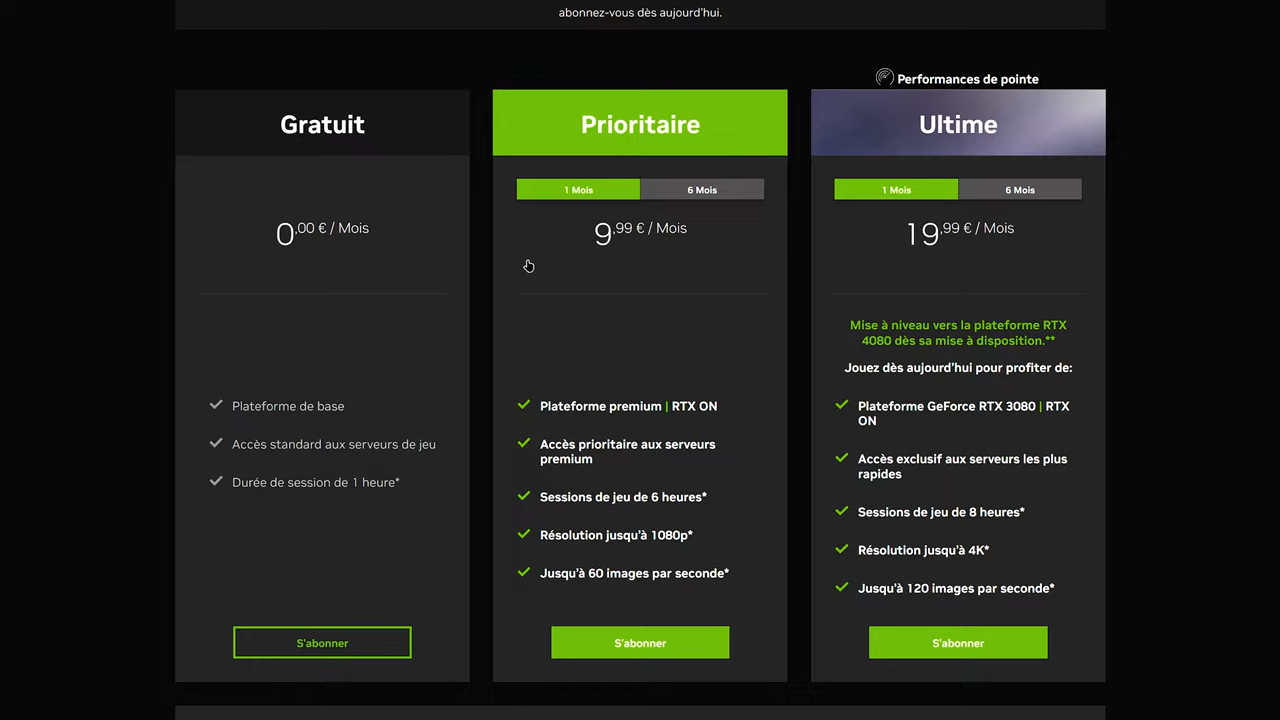 abonnez-vous dès aujourd'hui.
Performances de pointe
Gratuit
0,00 € / Mois
Plateforme de base
Accès standard aux serveurs de jeu
Durée de session de 1 heure*
S'abonner
Prioritaire
1 Mois
6 Mois
9,99 € / Mois
Plateforme premium | RTX ON
Accès prioritaire aux serveurs
premium
Sessions de jeu de 6 heures*
Résolution jusqu'à 1080p*
Jusqu'à 60 images par seconde*
S'abonner
Ultime
1 Mois
6 Mois
19,99 € / Mois
Mise à niveau vers la plateforme RTX
4080 dès sa mise à disposition.**
Jouez dès aujourd'hui pour profiter de:
Plateforme GeForce RTX 3080 | RTX
ON
Accès exclusif aux serveurs les plus
rapides
Sessions de jeu de 8 heures*
Résolution jusqu'à 4K*
Jusqu'à 120 images par seconde*
S'abonner